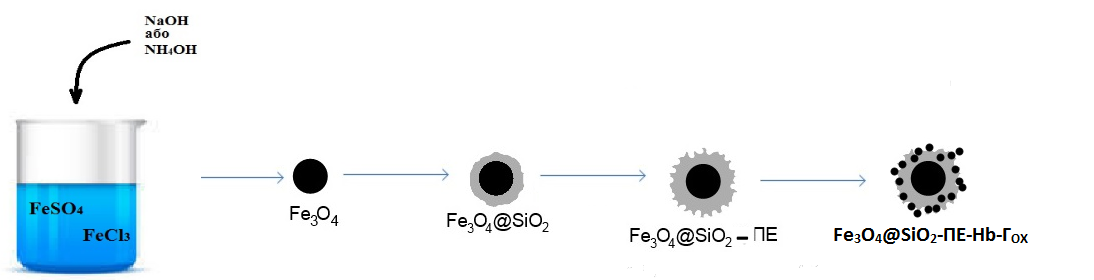 NaOH
або
NH₄OH
FeSO₄
FeCl₃
Fe₃O₄
Fe₃O₄@SiO₂
Fe₃O₄@SiO₂ – ПЕ
Fe₃O₄@SiO₂-ПЕ-Hb-Гох